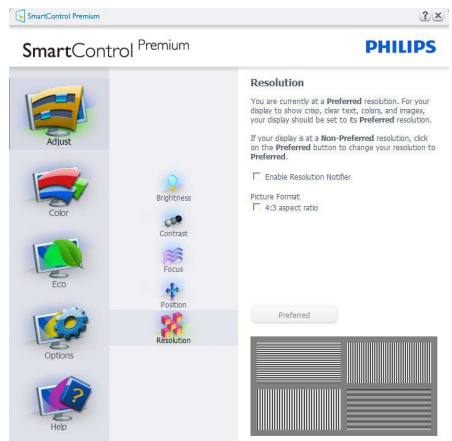 SmartControl Premium
SmartControl Premium
PHILIPS
Adjust
Color
Eco
Options
Help
Brightness
Contrast
Focus
Position
Resolution
Resolution
You are currently at a Preferred resolution. For your
display to show crisp, clear text, colors, and images,
your display should be set to its Preferred resolution.
If your display is at a Non-Preferred resolution, click
on the Preferred button to change your resolution to
Preferred.
Enable Resolution Notifier
Picture Format
4:3 aspect ratio
Preferred